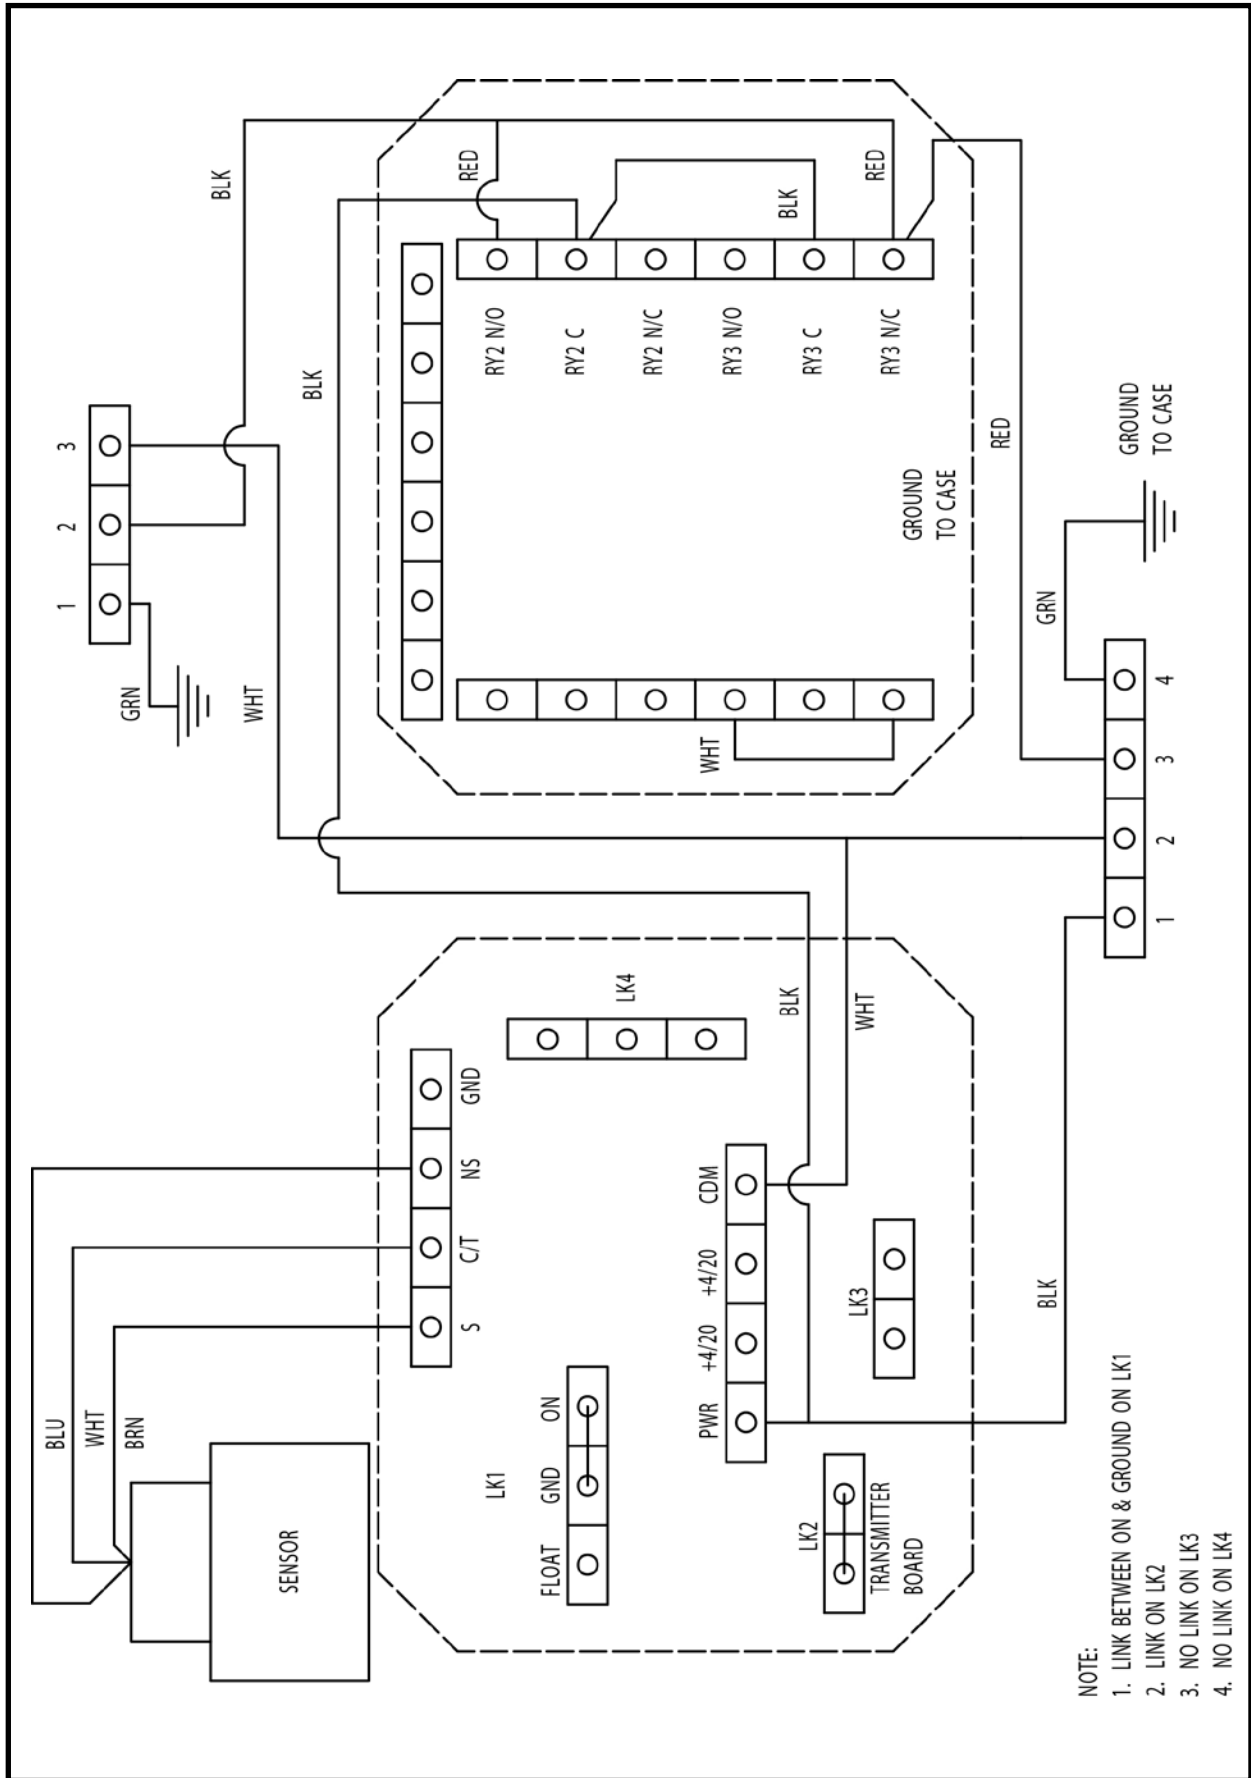 BLU
WHT
BRN
SENSOR
S
C/T
NS
GND
LK4
LK1
FLOAT
GND
ON
PWR
+4/20
+4/20
CDM
LK2
TRANSMITTER
BOARD
LK3
BLK
WHT
BLK
GRN
1
2
3
WHT
BLK
BLK
RED
BLK
RED
RY2 N/O
RY2 C
RY2 N/C
RY3 N/O
RY3 C
RY3 N/C
WHT
GROUND
TO CASE
RED
GRN
GROUND
TO CASE
1
2
3
4
NOTE:
1. LINK BETWEEN ON & GROUND ON LK1
2. LINK ON LK2
3. NO LINK ON LK3
4. NO LINK ON LK4